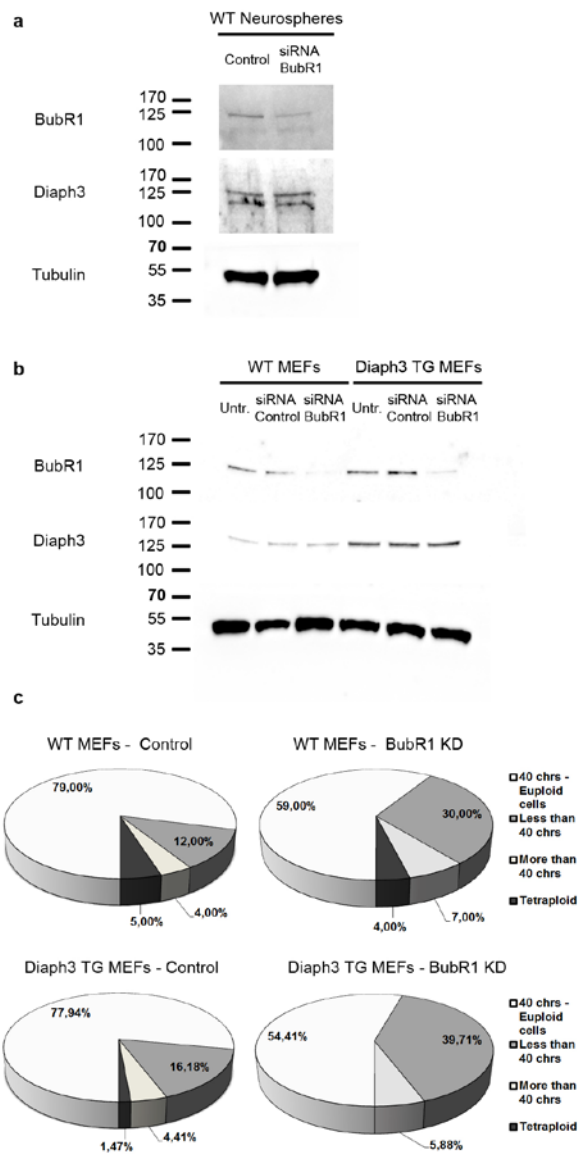 a
WT Neurospheres
Control
siRNA
BubR1
BubR1
170
125
100
Diaph3
170
125
100
70
Tubulin
55
35
b
WT MEFs
Diaph3 TG MEFs
Untr.
siRNA
Control
siRNA
BubR1
Untr.
siRNA
Control
siRNA
BubR1
170
BubR1
125
100
170
Diaph3
125
100
70
Tubulin
55
35
c
WT MEFs - Control
79,00%
12,00%
4,00%
5,00%
WT MEFs - BubR1 KD
59,00%
30,00%
7,00%
4,00%
40 chrs -
Euploid
cells
Less than
40 chrs
More than
40 chrs
Tetraploid
Diaph3 TG MEFs - Control
77,94%
16,18%
4,41%
1,47%
Diaph3 TG MEFs - BubR1 KD
54,41%
39,71%
5,88%
40 chrs -
Euploid
cells
Less than
40 chrs
More than
40 chrs
Tetraploid